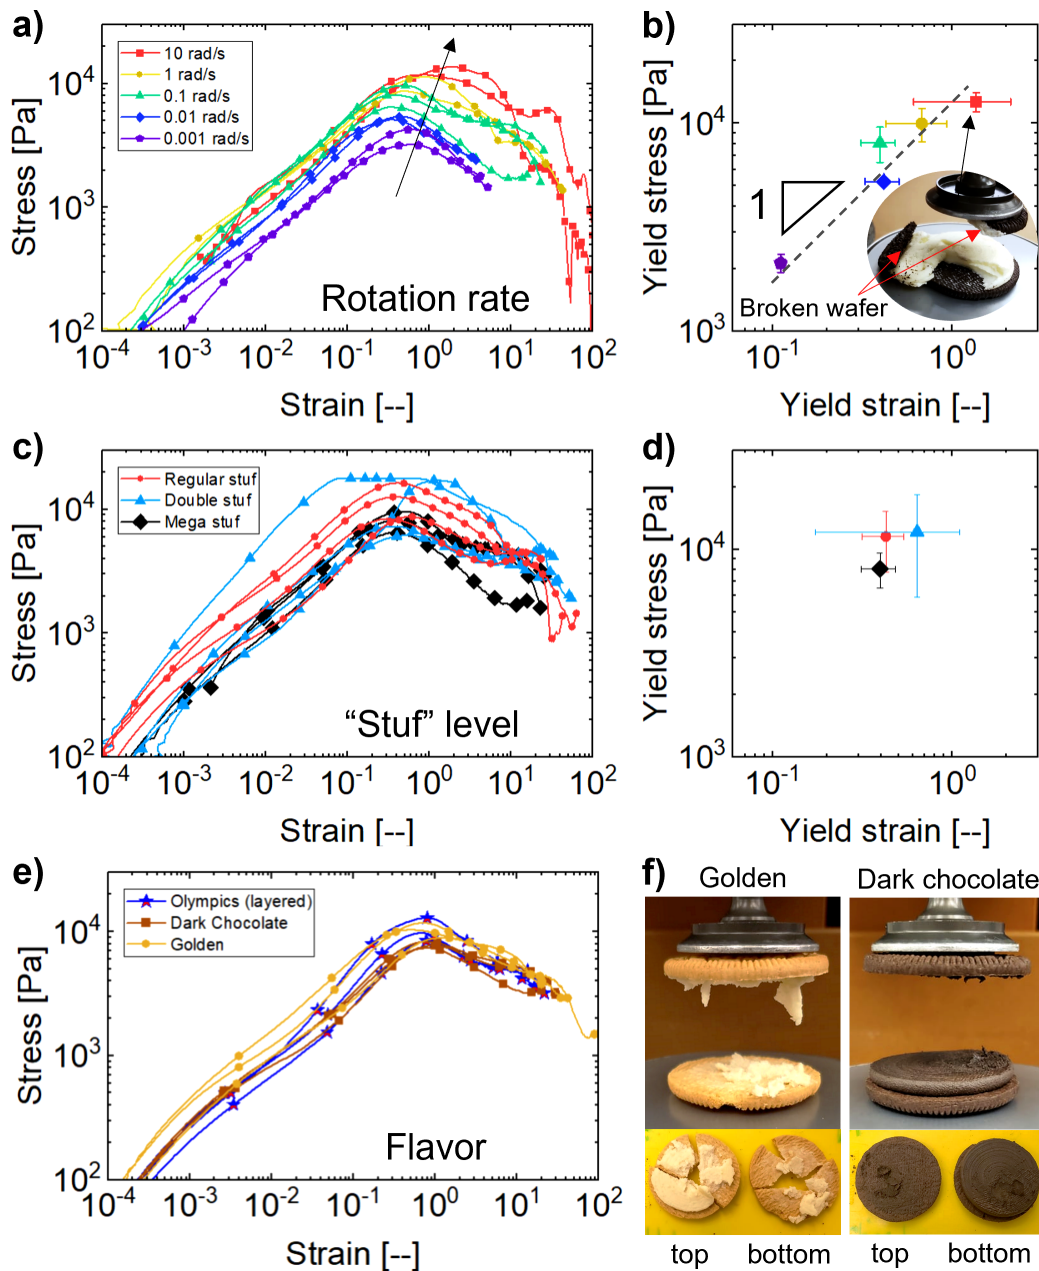 a)
10 rad/s
1 rad/s
0.1 rad/s
0.01 rad/s
0.001 rad/s
Stress [Pa]
10⁴
10³
10²
Rotation rate
10⁻⁴ 10⁻³ 10⁻² 10⁻¹ 10⁰ 10¹ 10²
Strain [--]
b)
Yield stress [Pa]
10⁴
10³
1
Broken wafer
10⁻¹ 10⁰
Yield strain [--]
c)
Regular stuf
Double stuf
Mega stuf
Stress [Pa]
10⁴
10³
10²
“Stuf” level
10⁻⁴ 10⁻³ 10⁻² 10⁻¹ 10⁰ 10¹ 10²
Strain [--]
d)
Yield stress [Pa]
10⁴
10³
10⁻¹ 10⁰
Yield strain [--]
e)
Olympics (layered)
Dark Chocolate
Golden
Stress [Pa]
10⁴
10³
10²
Flavor
10⁻⁴ 10⁻³ 10⁻² 10⁻¹ 10⁰ 10¹ 10²
Strain [--]
f)
Golden Dark chocolate
top bottom top bottom